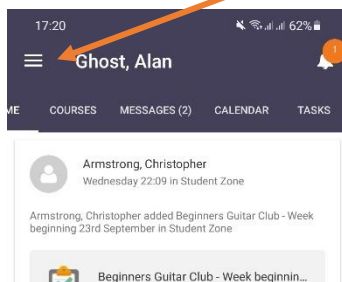 17:20 62%
Ghost, Alan 1
ME COURSES MESSAGES (2) CALENDAR TASKS
Armstrong, Christopher
Wednesday 22:09 in Student Zone
Armstrong, Christopher added Beginners Guitar Club - Week
beginning 23rd September in Student Zone
Beginners Guitar Club - Week beginnin...